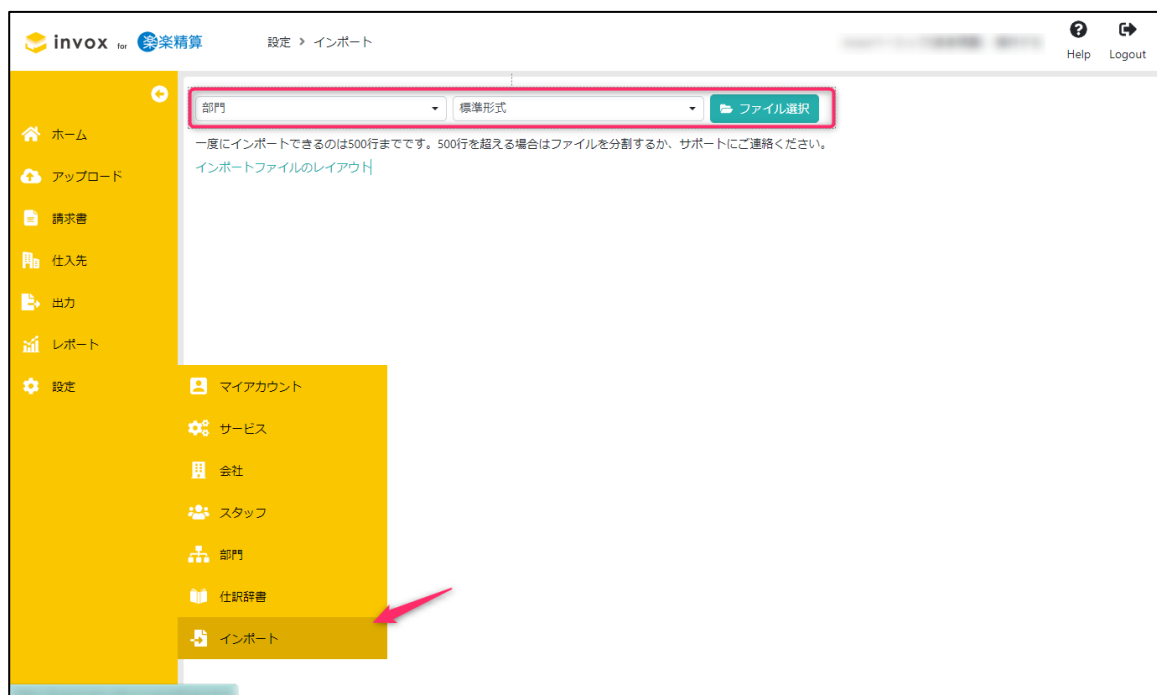 invox for 楽楽精算
設定 > インポート
Help
Logout
部門
標準形式
ファイル選択
一度にインポートできるのは500行までです。500行を超える場合はファイルを分割するか、サポートにご連絡ください。
インポートファイルのレイアウト
ホーム
アップロード
請求書
仕入先
出力
レポート
設定
マイアカウント
サービス
会社
スタッフ
部門
仕訳辞書
インポート